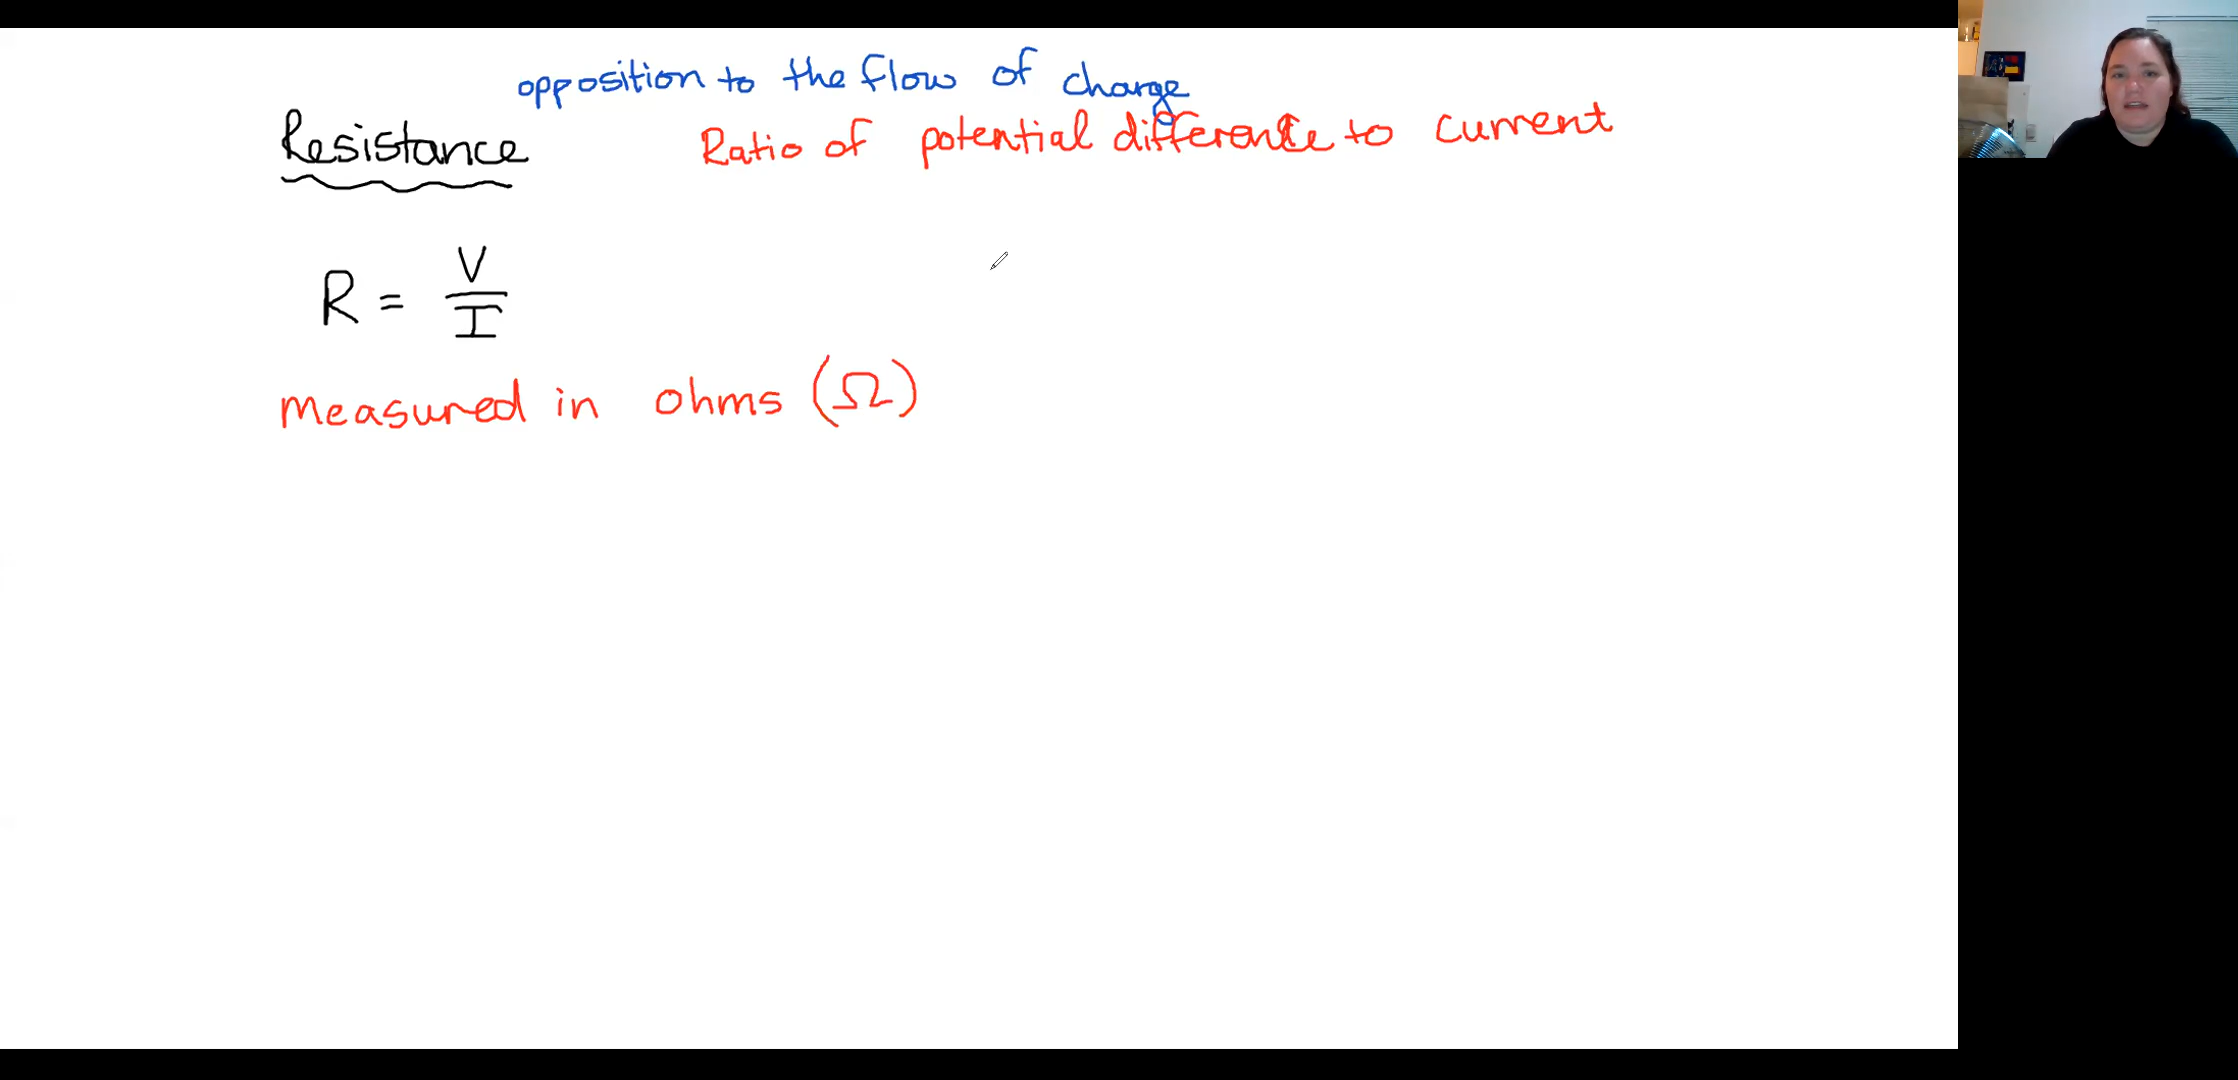 opposition to the flow of charge
Resistance
Ratio of potential difference to current
R = V/I
measured in ohms (Ω)